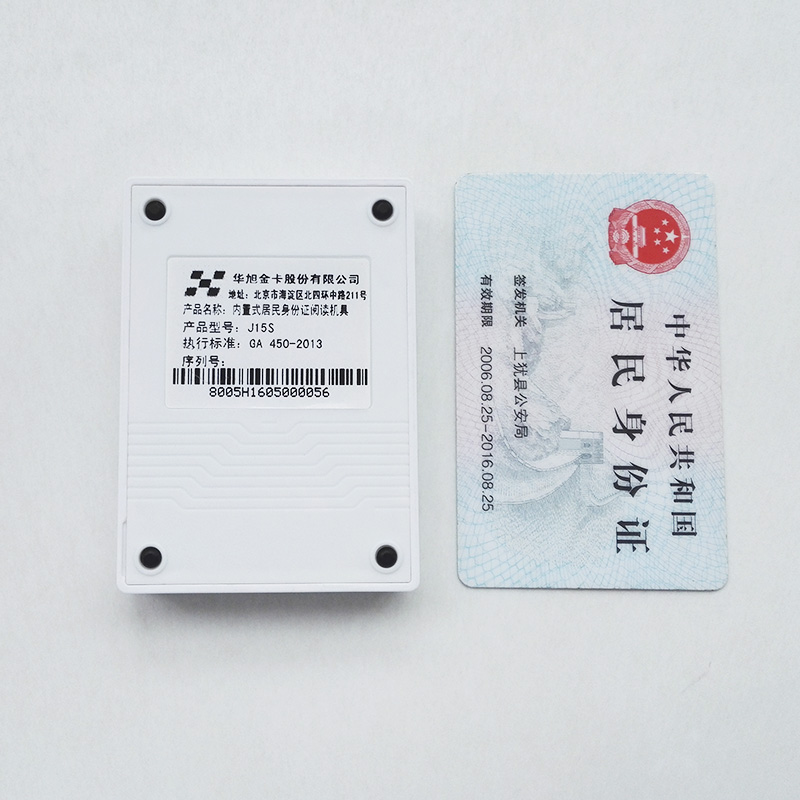 华旭金卡股份有限公司
地址：北京市海淀区北四环中路211号
产品名称：内置式居民身份证阅读机具
产品型号：J15S
执行标准：GA 450-2013
序列号：
8005H1605000056
中华人民共和国
居民身份证
签发机关 上犹县公安局
有效期限 2006.08.25-2016.08.25